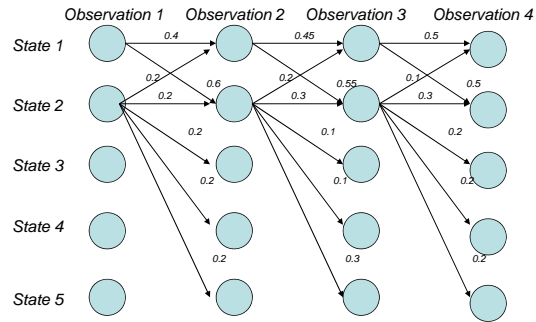 Observation 1 Observation 2 Observation 3 Observation 4
State 1 0.4 0.45 0.5
0.2 0.6 0.2 0.55 0.1 0.5
State 2 0.2 0.3 0.3
0.2 0.1 0.2
State 3 0.2 0.1 0.2
State 4
0.2 0.3 0.2
State 5